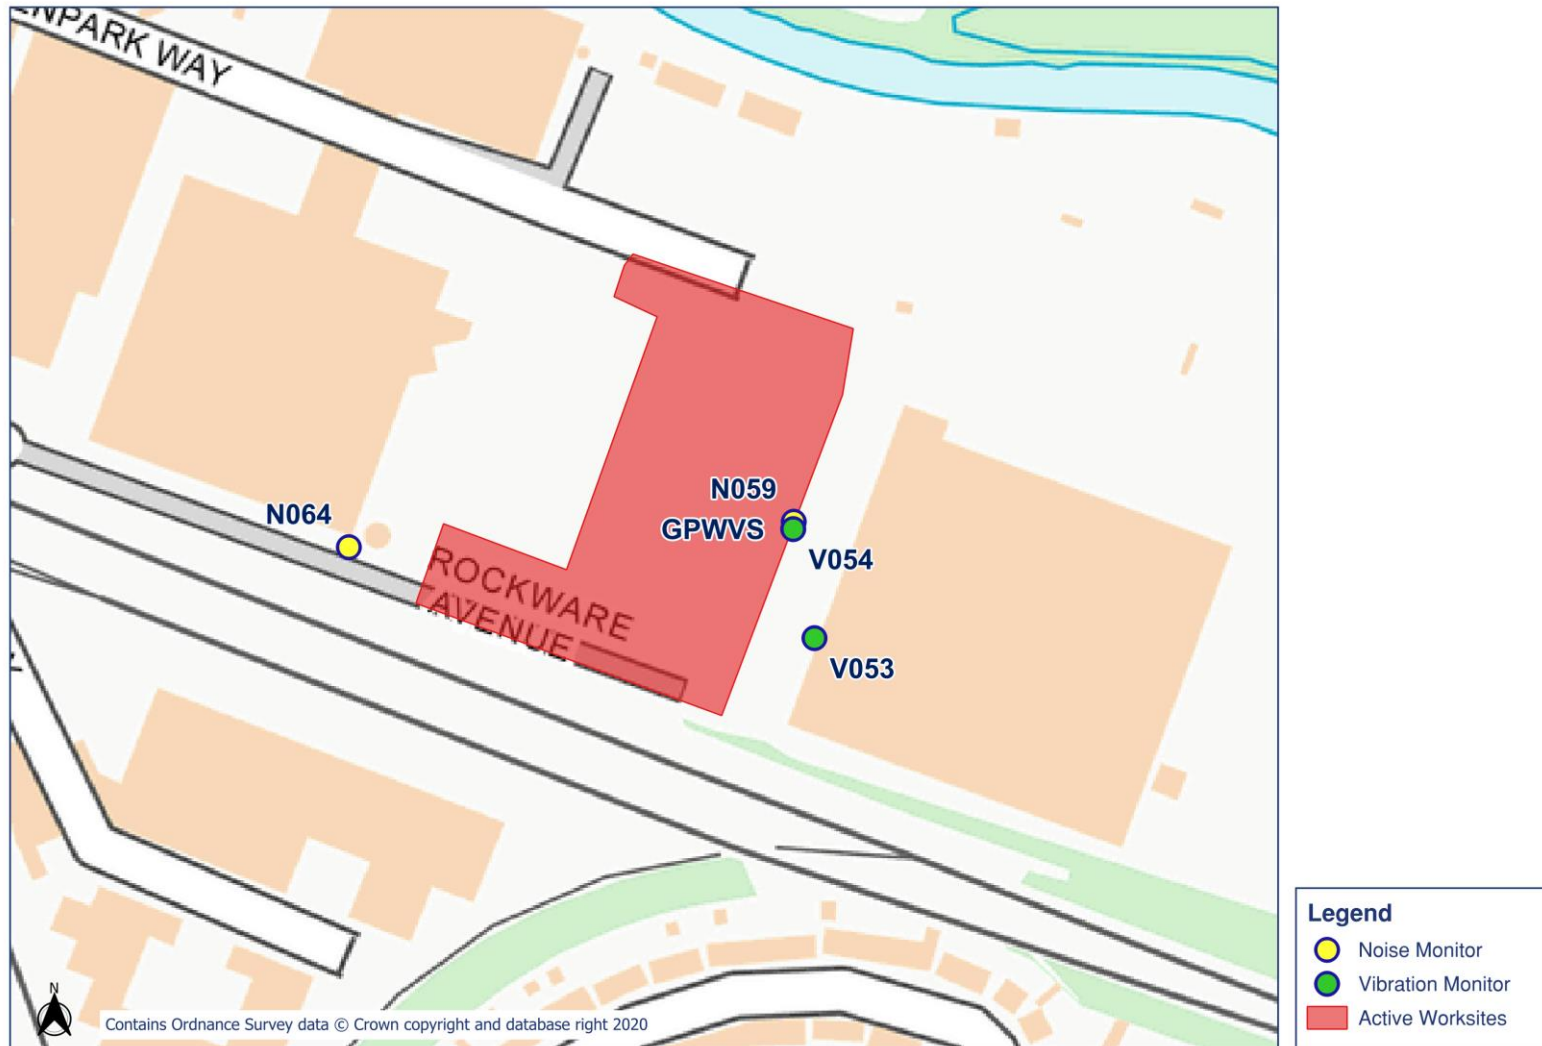 ENPARK WAY
N059
GPWVS
V054
N064
ROCKWARE
AVENUE
V053
Legend
Noise Monitor
Vibration Monitor
Active Worksites
N
Contains Ordnance Survey data © Crown copyright and database right 2020